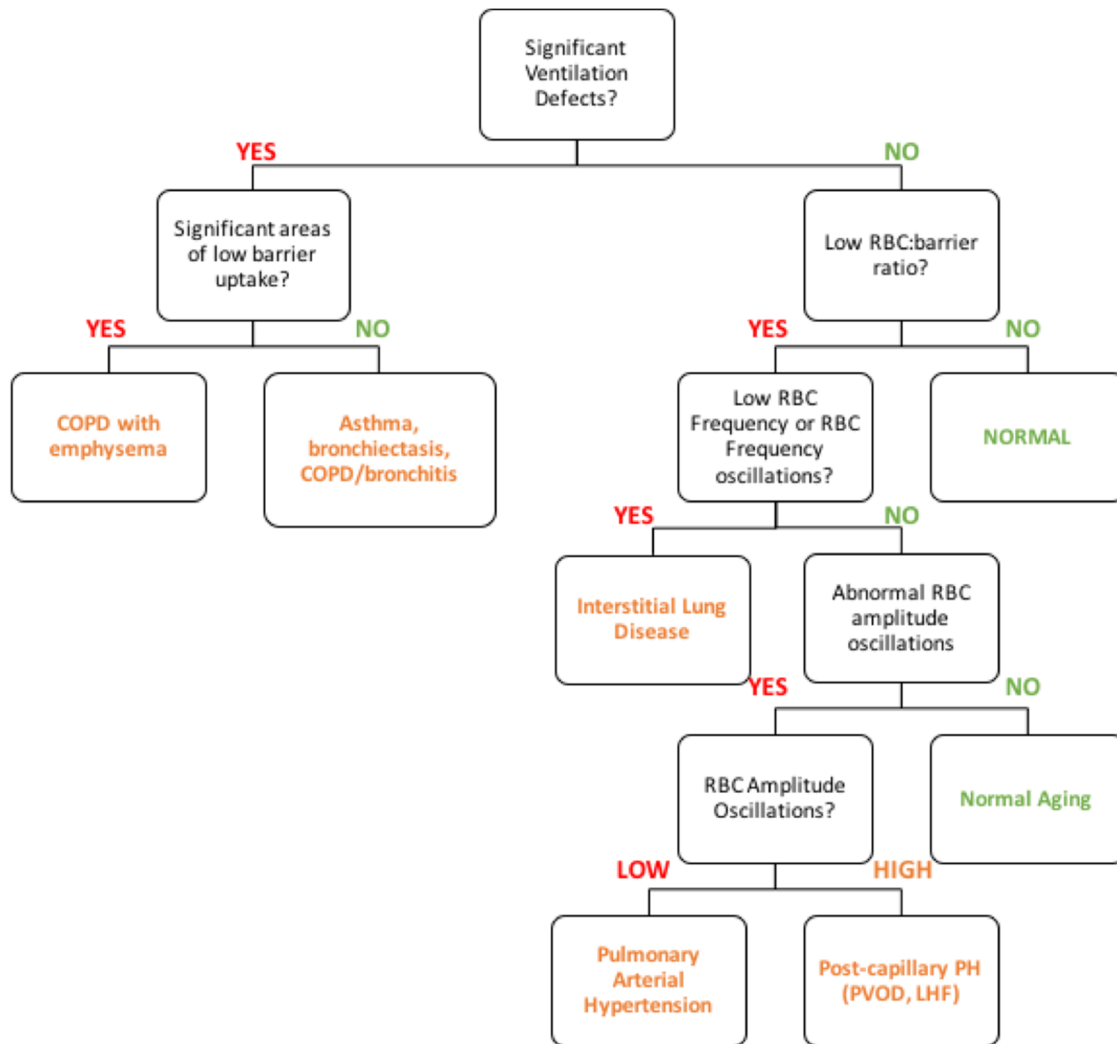 Significant
Ventilation
Defects?
YES
NO
Significant areas
of low barrier
uptake?
Low RBC:barrier
ratio?
YES
NO
YES
NO
COPD with
emphysema
Asthma,
bronchiectasis,
COPD/bronchitis
Low RBC
Frequency or RBC
Frequency
oscillations?
NORMAL
YES
NO
Interstitial Lung
Disease
Abnormal RBC
amplitude
oscillations
YES
NO
RBC Amplitude
Oscillations?
Normal Aging
LOW
HIGH
Pulmonary
Arterial
Hypertension
Post-capillary PH
(PVOD, LHF)